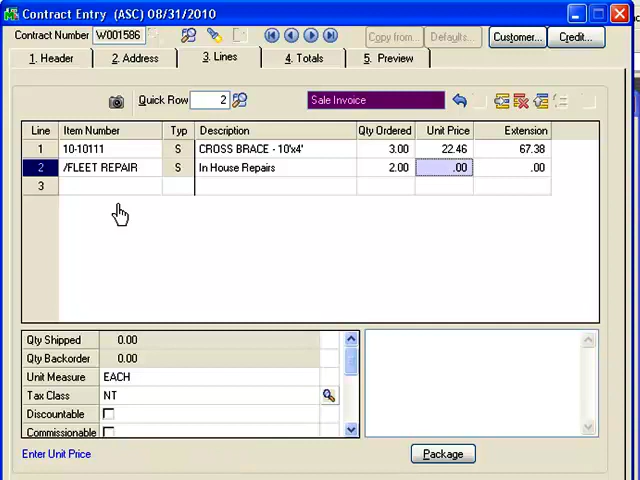 Contract Entry (ASC) 08/31/2010
Contract Number W001586 Copy from... Defaults... Customer... Credit...
1. Header 2. Address 3. Lines 4. Totals 5. Preview
Quick Row 2 Sale Invoice
Line Item Number Typ Description Qty Ordered Unit Price Extension
1 10-10111 S CROSS BRACE - 10'x4' 3.00 22.46 67.38
2 /FLEET REPAIR S In House Repairs 2.00 .00 .00
3
Qty Shipped 0.00
Qty Backorder 0.00
Unit Measure EACH
Tax Class NT
Discountable
Commissionable
Enter Unit Price Package